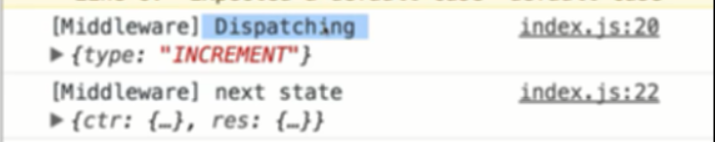 [Middleware] Dispatching index.js:20
▶ {type: "INCREMENT"}
[Middleware] next state index.js:22
▶ {ctr: {…}, res: {…}}